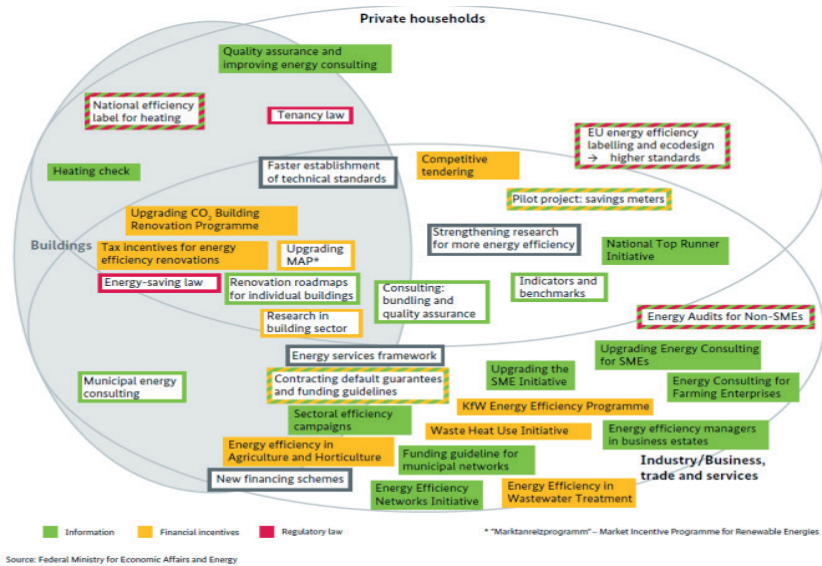 Private households
Quality assurance and
improving energy consulting
National efficiency
label for heating
Tenancy law
EU energy efficiency
labelling and ecodesign
→ higher standards
Heating check
Faster establishment
of technical standards
Competitive
tendering
Pilot project: savings meters
Upgrading CO₂ Building
Renovation Programme
Strengthening research
for more energy efficiency
National Top Runner
Initiative
Buildings
Tax incentives for energy
efficiency renovations
Upgrading
MAP*
Energy-saving law
Renovation roadmaps
for individual buildings
Consulting:
bundling and
quality assurance
Indicators and
benchmarks
Research in
building sector
Energy Audits for Non-SMEs
Energy services framework
Upgrading Energy Consulting
for SMEs
Municipal energy
consulting
Contracting default guarantees
and funding guidelines
Upgrading the
SME Initiative
Energy Consulting for
Farming Enterprises
Sectoral efficiency
campaigns
KfW Energy Efficiency Programme
Waste Heat Use Initiative
Energy efficiency managers
in business estates
Energy efficiency in
Agriculture and Horticulture
Funding guideline for
municipal networks
Industry/Business,
trade and services
New financing schemes
Energy Efficiency
Networks Initiative
Energy Efficiency in
Wastewater Treatment
Information
Financial incentives
Regulatory law
* "Marktanreizprogramm" – Market Incentive Programme for Renewable Energies
Source: Federal Ministry for Economic Affairs and Energy